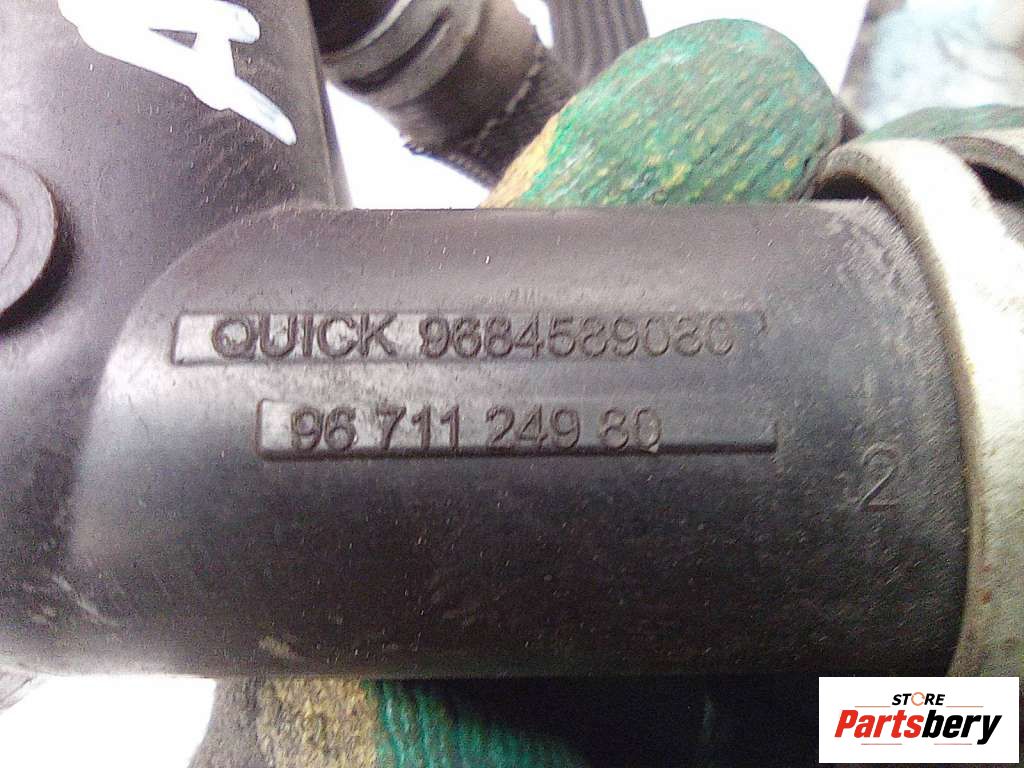 A
QUICK 9684589080
96 711 249 80
2
STORE
Partsbery